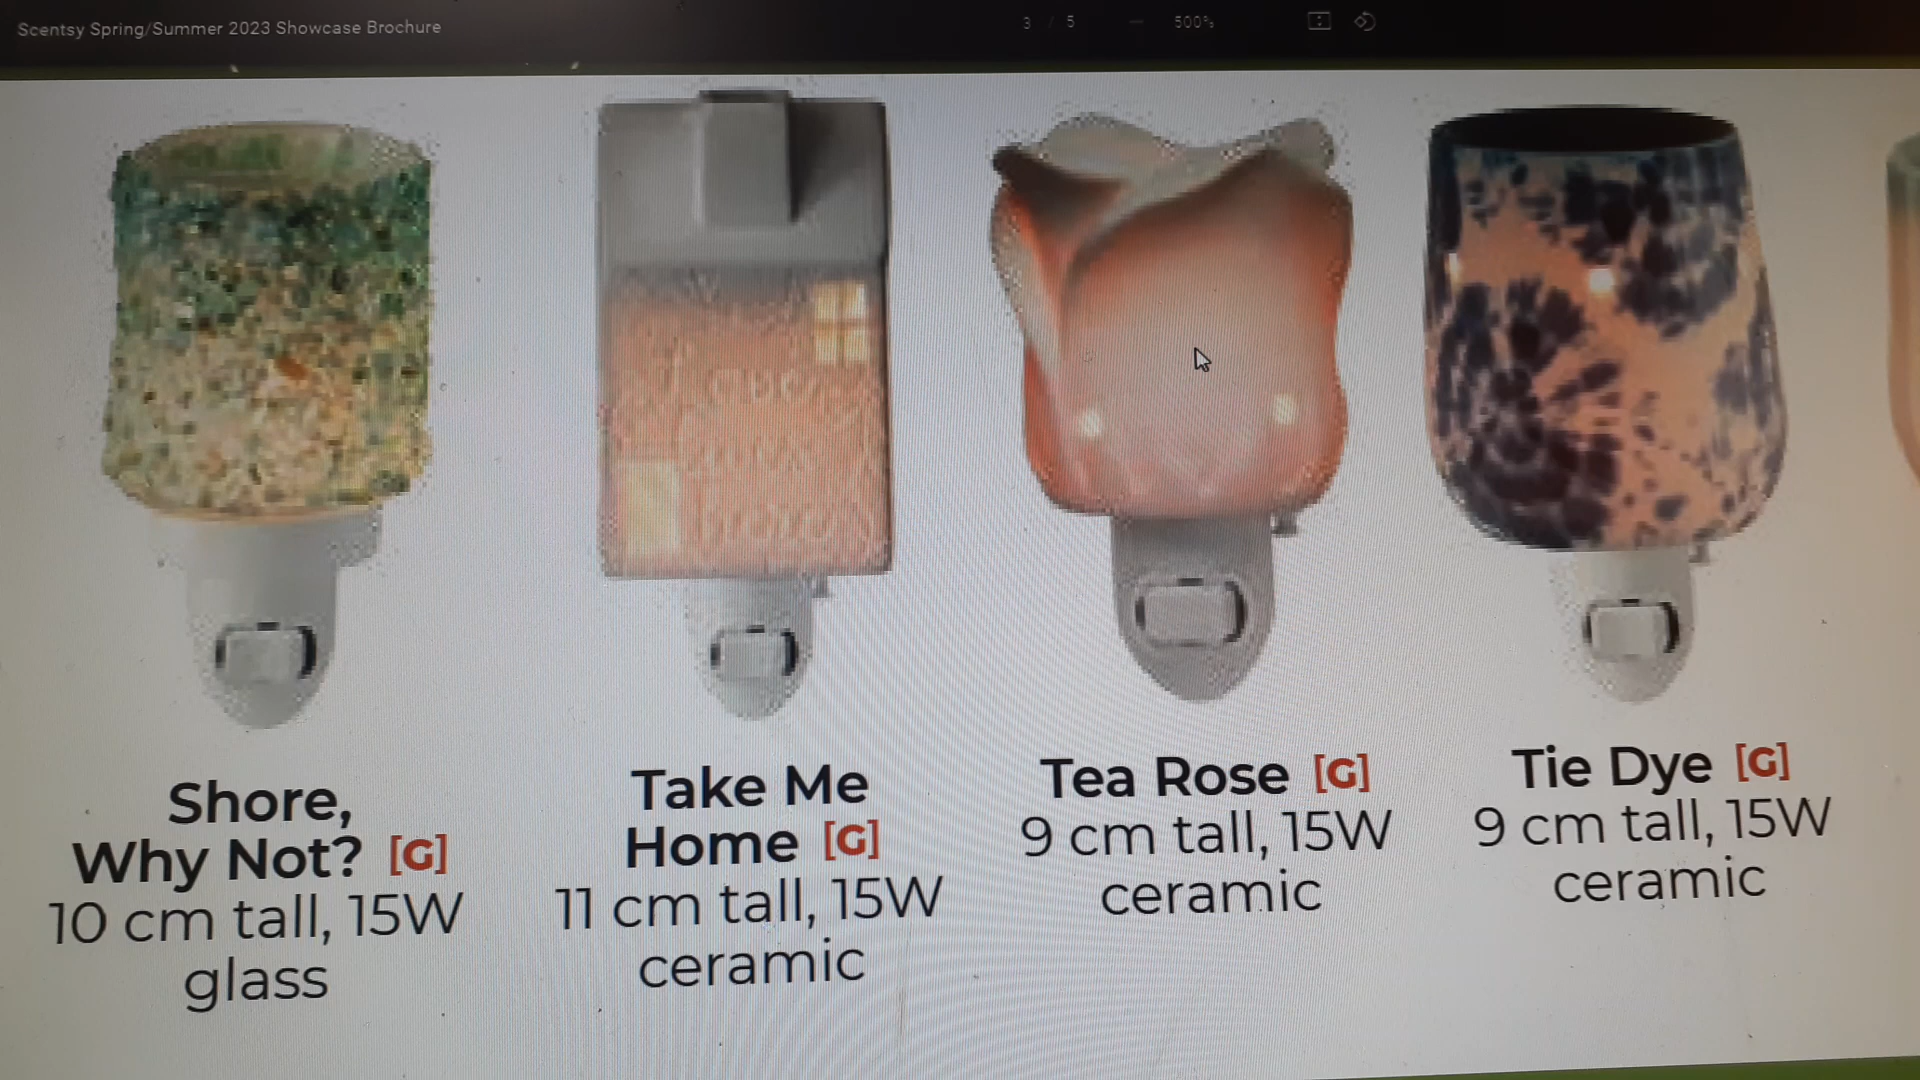 Scentsy Spring/Summer 2023 Showcase Brochure
3 / 5 — 500%
Shore,
Why Not? [G]
10 cm tall, 15W
glass
Take Me
Home [G]
11 cm tall, 15W
ceramic
Tea Rose [G]
9 cm tall, 15W
ceramic
Tie Dye [G]
9 cm tall, 15W
ceramic